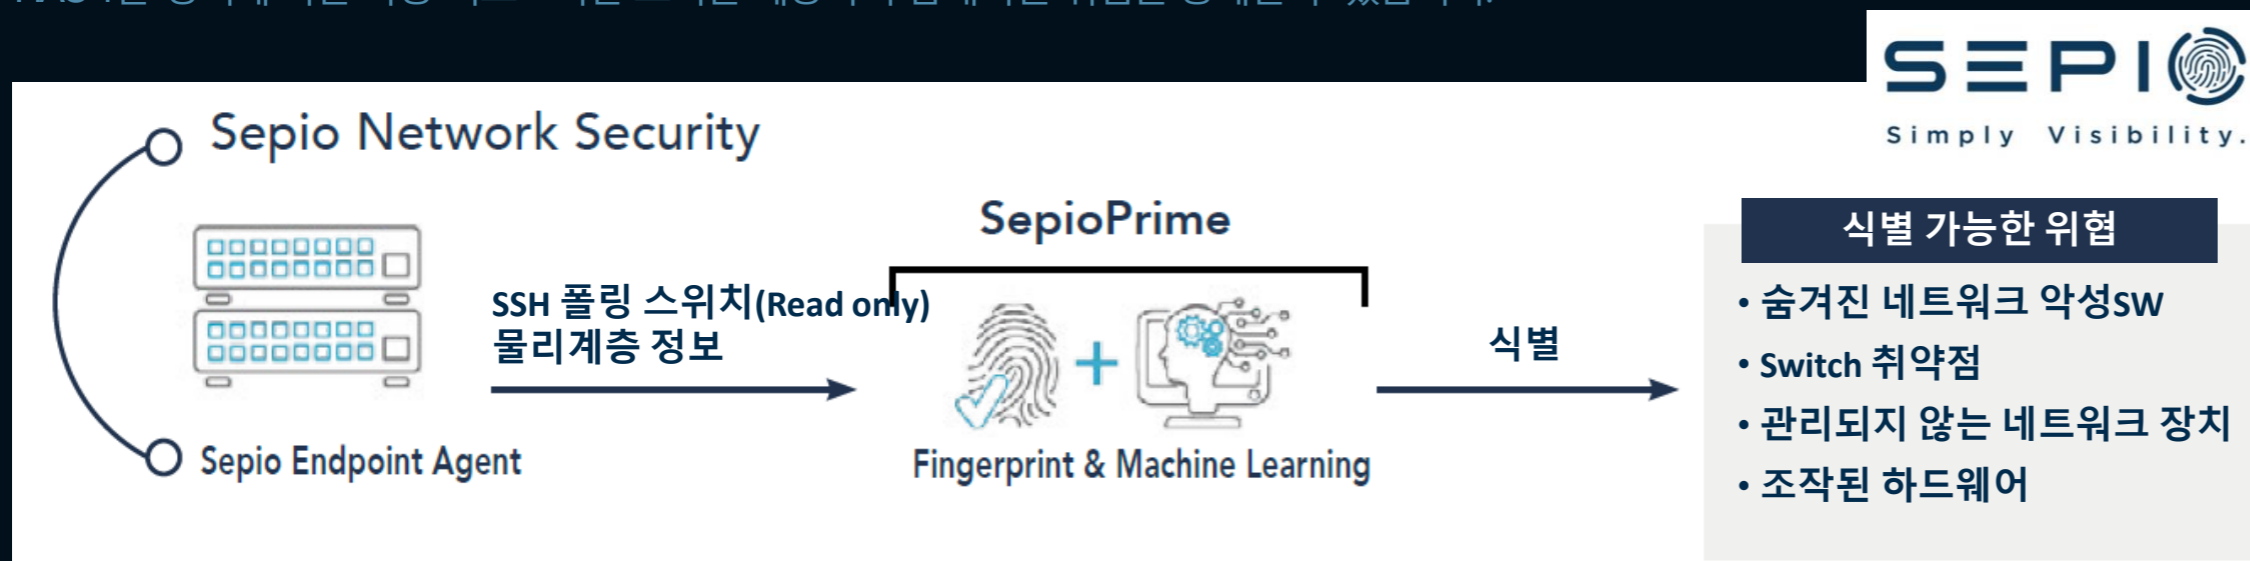 SEPIO
Simply Visibility.
Sepio Network Security
SepioPrime
식별 가능한 위협
SSH 폴링 스위치(Read only)
물리계층 정보
식별
• 숨겨진 네트워크 악성SW
• Switch 취약점
• 관리되지 않는 네트워크 장치
• 조작된 하드웨어
Sepio Endpoint Agent
Fingerprint & Machine Learning